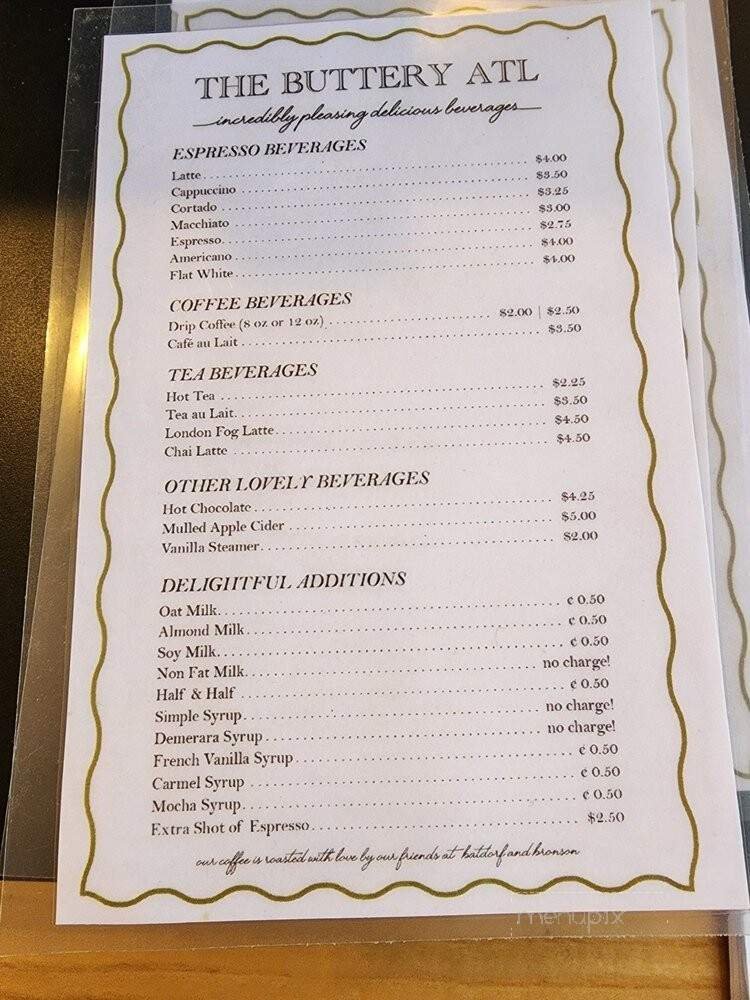 THE BUTTERY ATL
incredibly pleasing delicious beverages
ESPRESSO BEVERAGES
Latte $4.00
Cappuccino $3.50
Cortado $3.25
Macchiato $3.00
Espresso $2.75
Americano $4.00
Flat White $4.00
COFFEE BEVERAGES
Drip Coffee (8 oz or 12 oz) $2.00 | $2.50
Café au Lait $3.50
TEA BEVERAGES
Hot Tea $2.25
Tea au Lait $3.50
London Fog Latte $4.50
Chai Latte $4.50
OTHER LOVELY BEVERAGES
Hot Chocolate $4.25
Mulled Apple Cider $5.00
Vanilla Steamer $2.00
DELIGHTFUL ADDITIONS
Oat Milk ¢ 0.50
Almond Milk ¢ 0.50
Soy Milk ¢ 0.50
Non Fat Milk no charge!
Half & Half ¢ 0.50
Simple Syrup no charge!
Demerara Syrup no charge!
French Vanilla Syrup ¢ 0.50
Carmel Syrup ¢ 0.50
Mocha Syrup ¢ 0.50
Extra Shot of Espresso $2.50
our coffee is roasted with love by our friends at batdorf and bronson
menupix